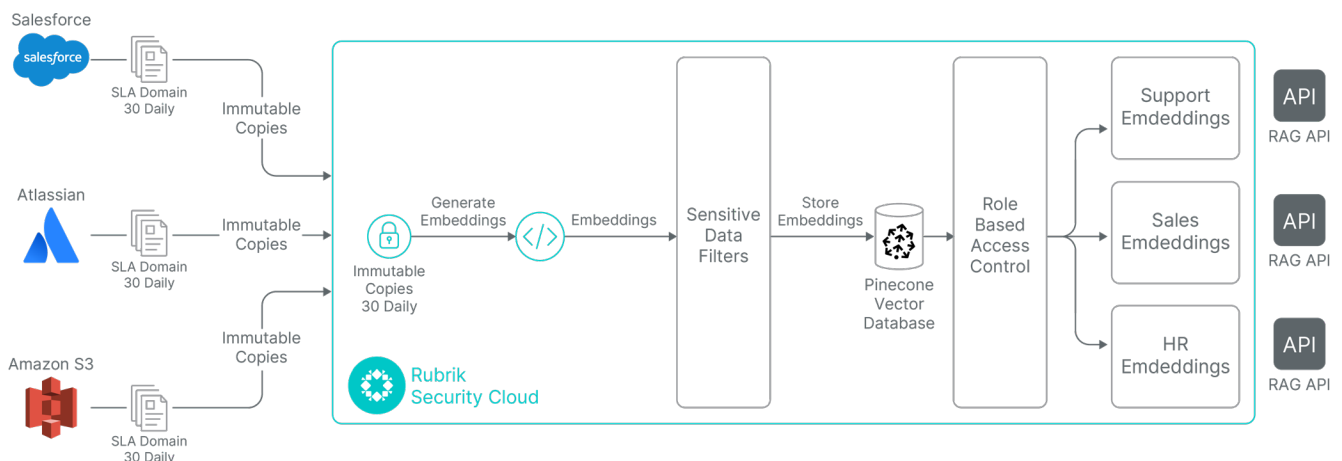 Salesforce
salesforce
SLA Domain
30 Daily
Immutable
Copies
Atlassian
SLA Domain
30 Daily
Immutable
Copies
Amazon S3
SLA Domain
30 Daily
Immutable
Copies
Immutable
Copies
30 Daily
Generate
Embeddings
</>
Embeddings
Sensitive
Data
Filters
Store
Embeddings
Pinecone
Vector
Database
Role
Based
Access
Control
Support
Emdeddings
Sales
Emdeddings
HR
Emdeddings
API
RAG API
API
RAG API
API
RAG API
Rubrik
Security Cloud